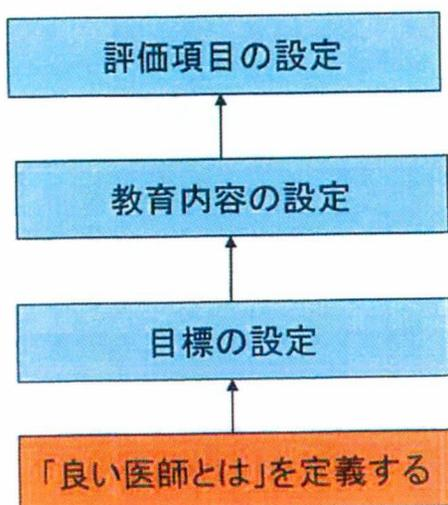 評価項目の設定
教育内容の設定
目標の設定
「良い医師とは」を定義する